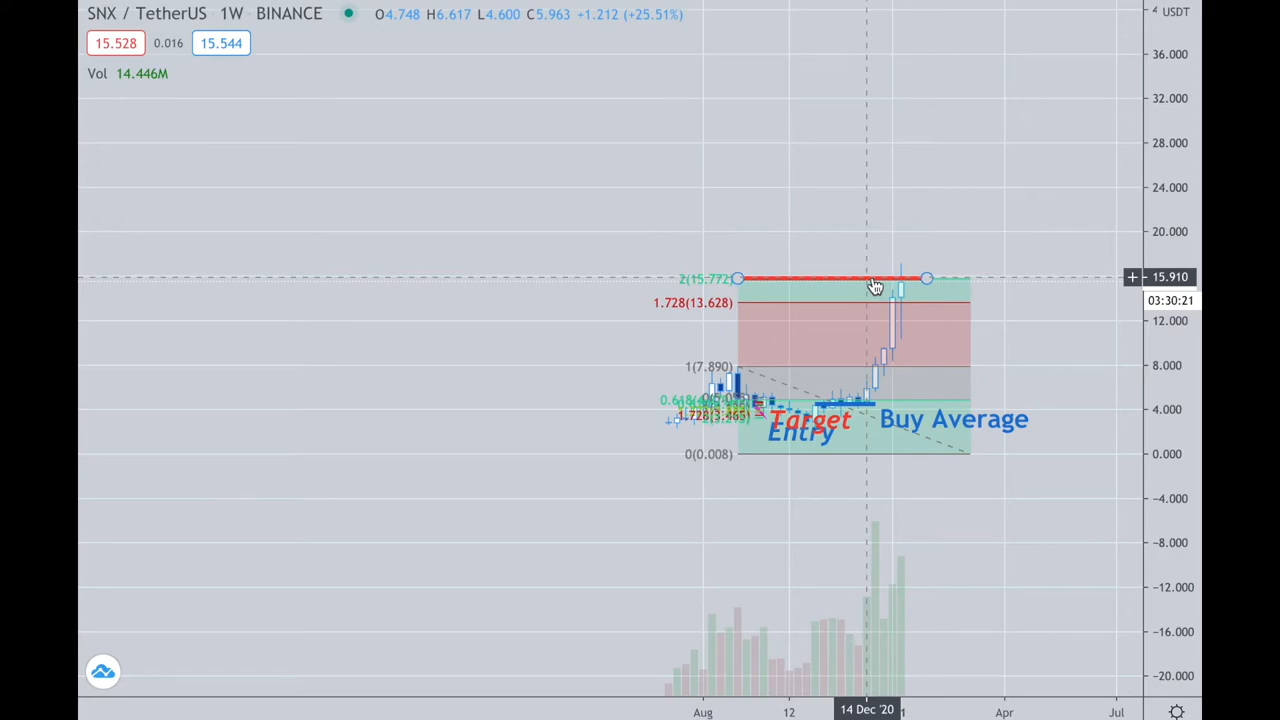 SNX / TetherUS · 1W · BINANCE O4.748 H6.617 L4.600 C5.963 +1.212 (+25.51%)
USDT
15.528 0.016 15.544
Vol 14.446M
36.000
32.000
28.000
24.000
20.000
2(15.772) 15.910
03:30:21
1.728(13.628)
12.000
1(7.890) 8.000
4.000
1.728(3.465) Target Buy Average
Entry
0(0.008) 0.000
−4.000
−8.000
−12.000
−16.000
−20.000
Aug 12 14 Dec '20 Apr Jul